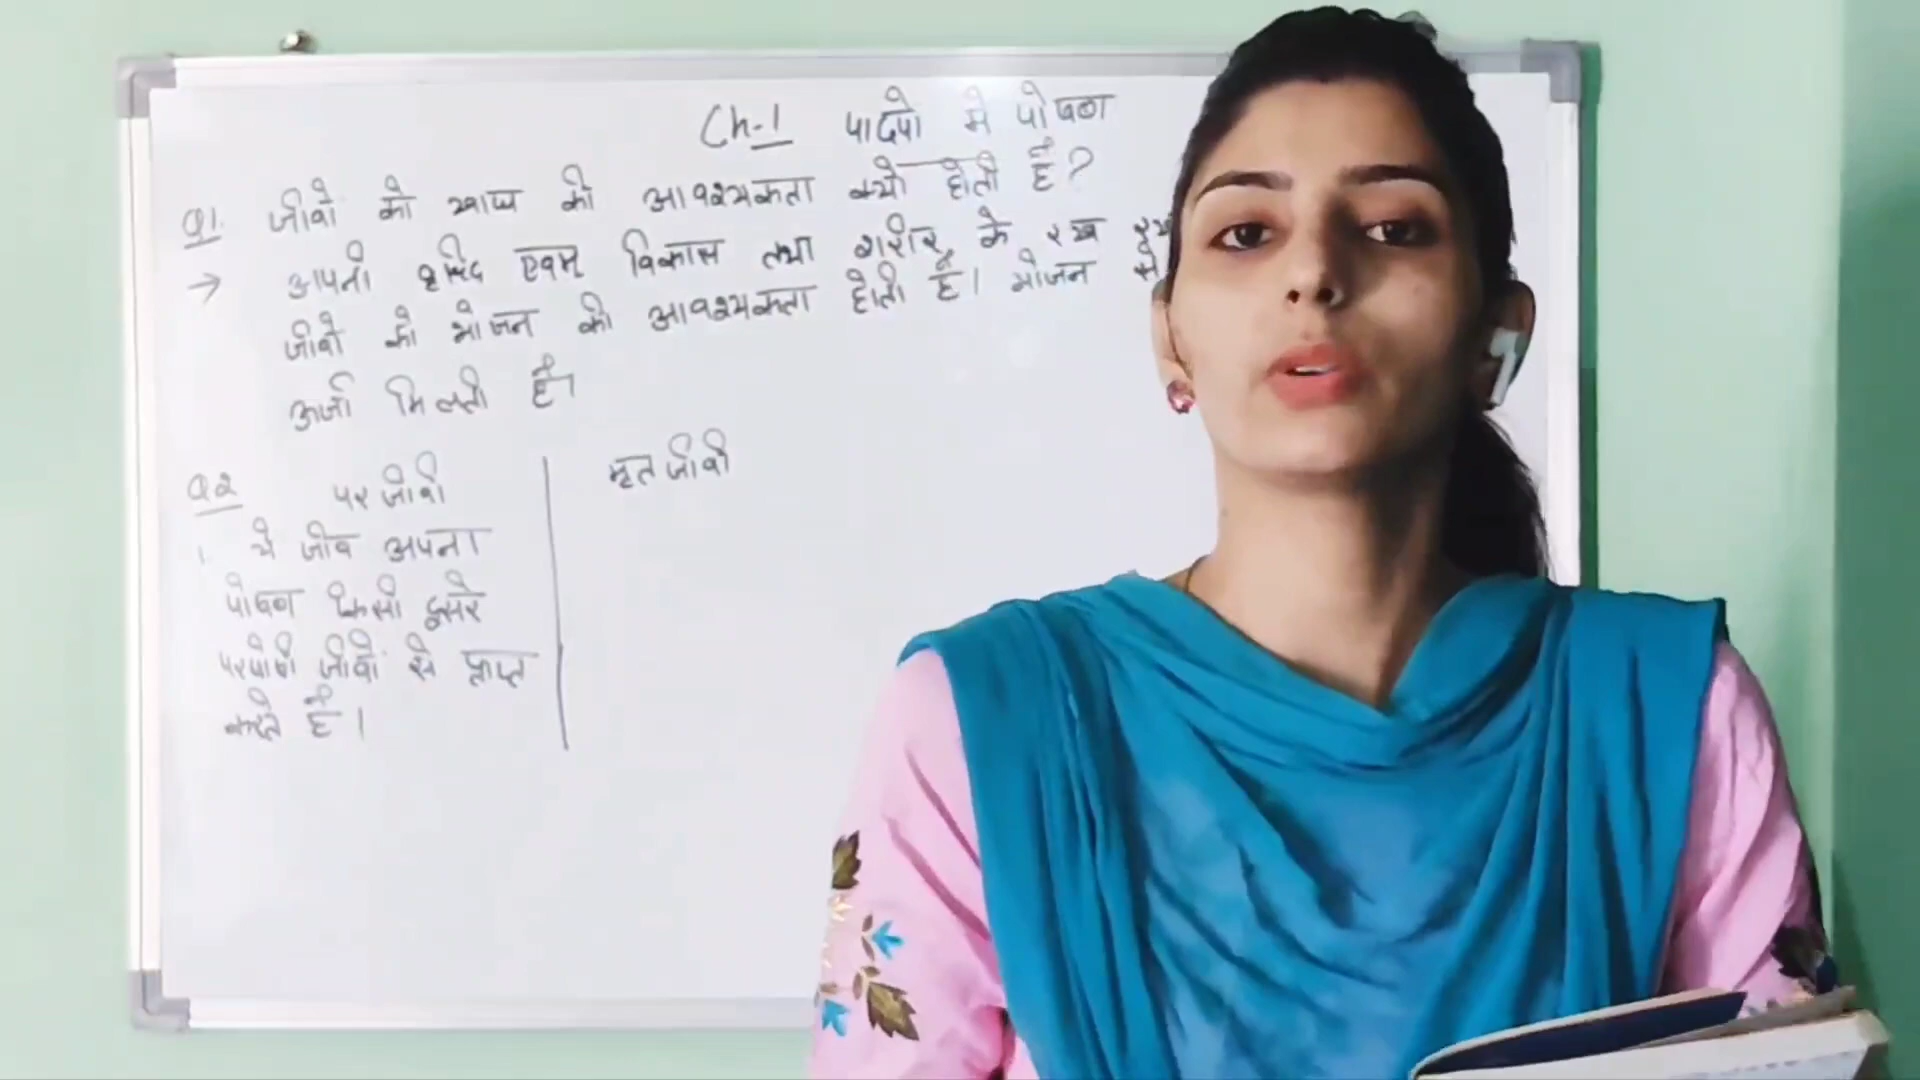 Ch-1 पादपो मे पोषण
Q1. जीवो को खाद्य की आवश्यकता क्यो होती है?
→ अपनी वृद्धि एवम् विकास तथा शरीर के रख
जीवो को भोजन की आवश्यकता होती है। भोजन से
ऊर्जा मिलती है।
Q2 परजीवी
मृतजीवी
1. ये जीव अपना
पोषण किसी दूसरे
परपोषी जीवो से प्राप्त
करते है।